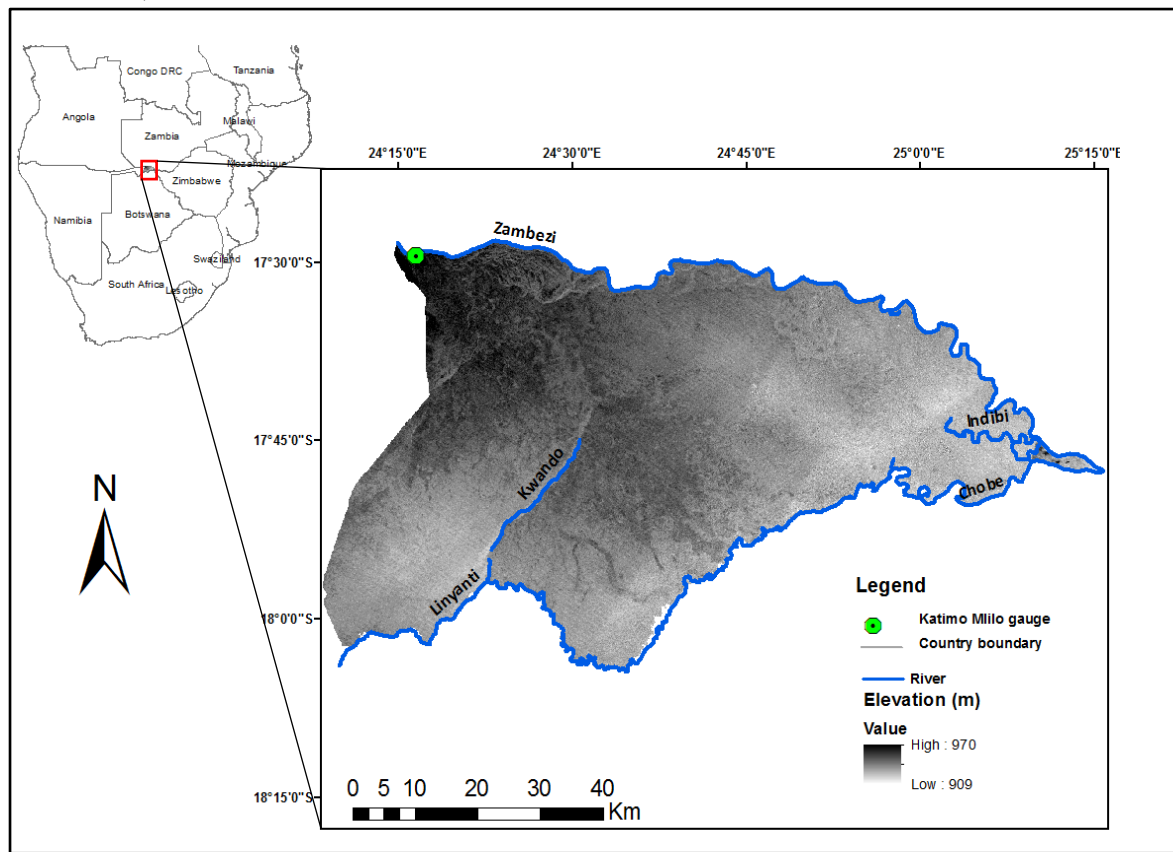 Congo DRC
Tanzania
Angola
Malawi
Zambia
Mozambique
Zimbabwe
Namibia
Botswana
Swaziland
South Africa
Lesotho
24°15'0"E
24°30'0"E
24°45'0"E
25°0'0"E
25°15'0"E
17°30'0"S
17°45'0"S
18°0'0"S
18°15'0"S
Zambezi
Indibi
Kwando
Chobe
Linyanti
N
Legend
Katimo Mlilo gauge
Country boundary
River
Elevation (m)
Value
High : 970
Low : 909
0 5 10 20 30 40
Km